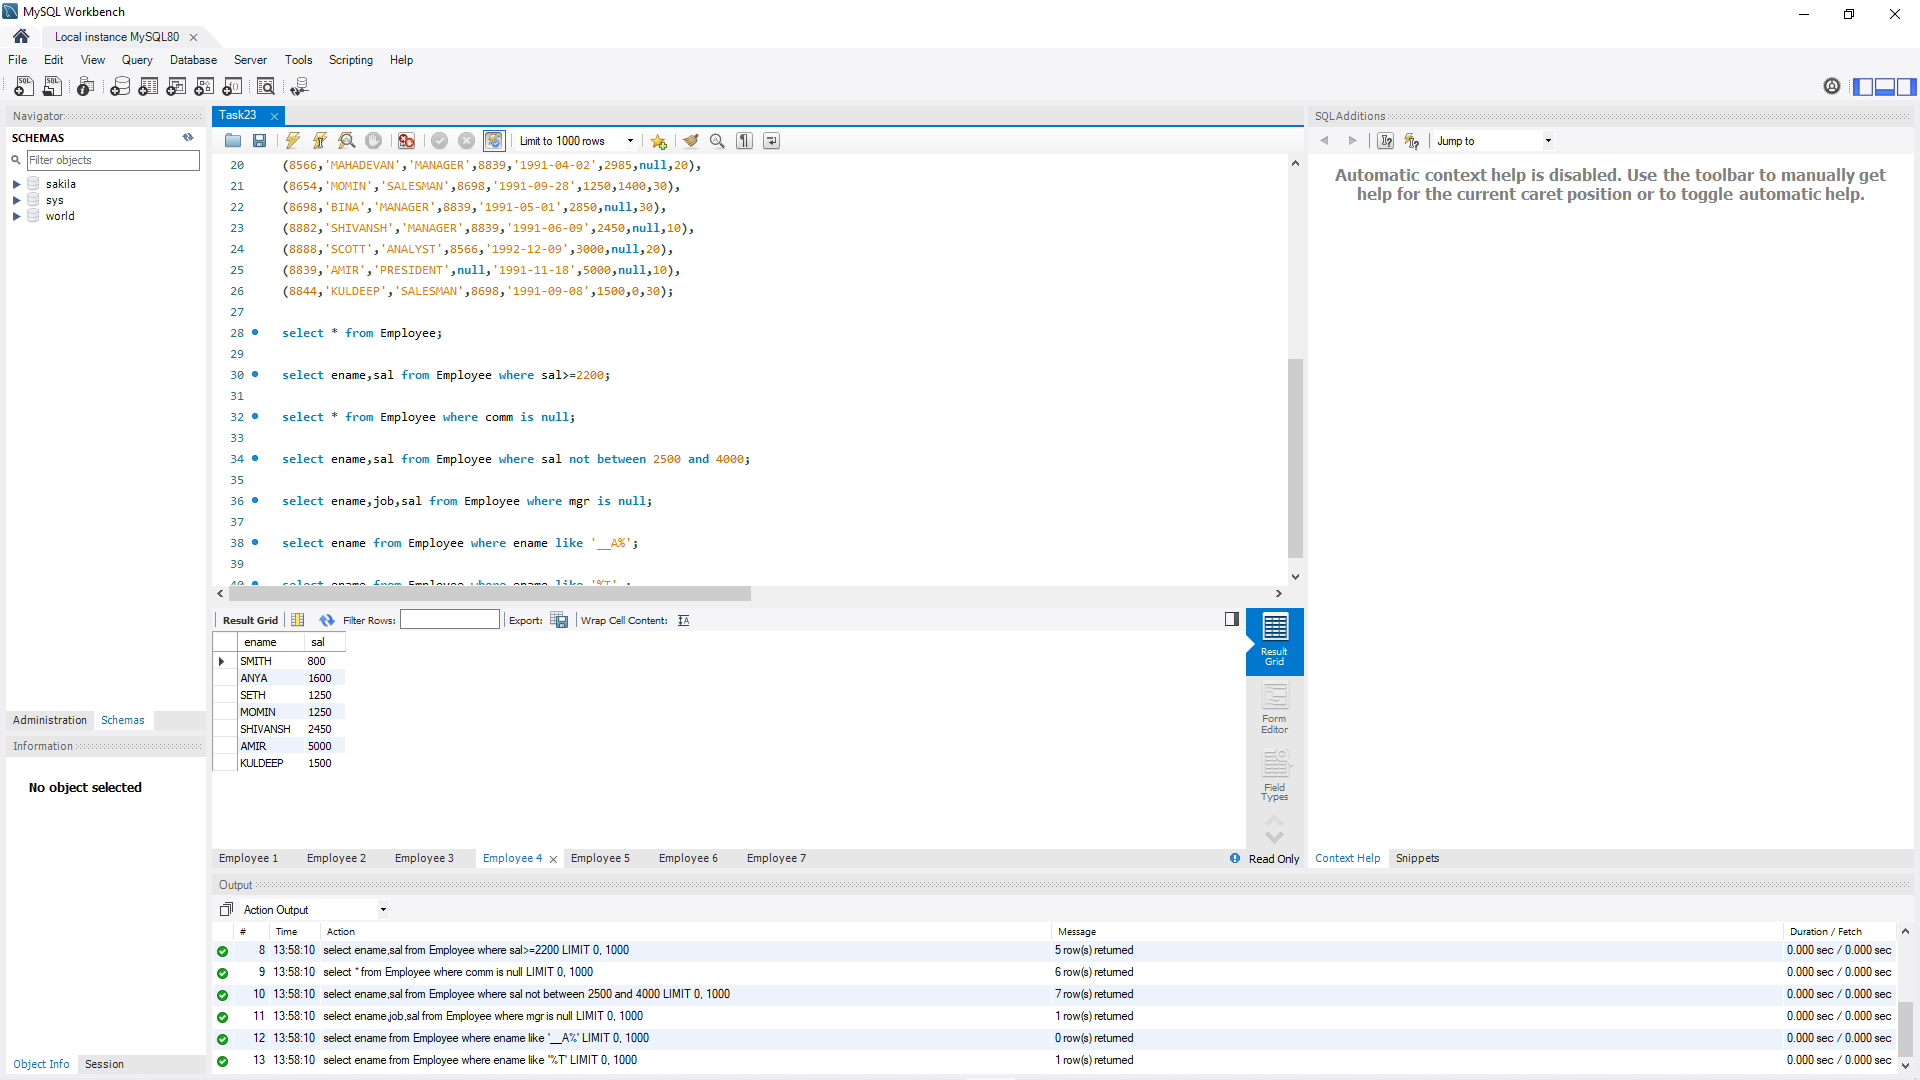 MySQL Workbench
Local instance MySQL80
File Edit View Query Database Server Tools Scripting Help
Navigator
SCHEMAS
Filter objects
sakila
sys
world
Administration Schemas
Information
No object selected
Object Info Session
Task23
Limit to 1000 rows
20 (8566,'MAHADEVAN','MANAGER',8839,'1991-04-02',2985,null,20),
21 (8654,'MOMIN','SALESMAN',8698,'1991-09-28',1250,1400,30),
22 (8698,'BINA','MANAGER',8839,'1991-05-01',2850,null,30),
23 (8882,'SHIVANSH','MANAGER',8839,'1991-06-09',2450,null,10),
24 (8888,'SCOTT','ANALYST',8566,'1992-12-09',3000,null,20),
25 (8839,'AMIR','PRESIDENT',null,'1991-11-18',5000,null,10),
26 (8844,'KULDEEP','SALESMAN',8698,'1991-09-08',1500,0,30);
27
28 select * from Employee;
29
30 select ename,sal from Employee where sal>=2200;
31
32 select * from Employee where comm is null;
33
34 select ename,sal from Employee where sal not between 2500 and 4000;
35
36 select ename,job,sal from Employee where mgr is null;
37
38 select ename from Employee where ename like '__A%';
39
40 select ename from Employee where ename like '%T' ;
Result Grid Filter Rows: Export: Wrap Cell Content:
ename sal
SMITH 800
ANYA 1600
SETH 1250
MOMIN 1250
SHIVANSH 2450
AMIR 5000
KULDEEP 1500
Result
Grid
Form
Editor
Field
Types
Employee 1 Employee 2 Employee 3 Employee 4 Employee 5 Employee 6 Employee 7
Read Only
SQLAdditions
Jump to
Automatic context help is disabled. Use the toolbar to manually get
help for the current caret position or to toggle automatic help.
Context Help Snippets
Output
Action Output
# Time Action Message Duration / Fetch
8 13:58:10 select ename,sal from Employee where sal>=2200 LIMIT 0, 1000 5 row(s) returned 0.000 sec / 0.000 sec
9 13:58:10 select * from Employee where comm is null LIMIT 0, 1000 6 row(s) returned 0.000 sec / 0.000 sec
10 13:58:10 select ename,sal from Employee where sal not between 2500 and 4000 LIMIT 0, 1000 7 row(s) returned 0.000 sec / 0.000 sec
11 13:58:10 select ename,job,sal from Employee where mgr is null LIMIT 0, 1000 1 row(s) returned 0.000 sec / 0.000 sec
12 13:58:10 select ename from Employee where ename like '__A%' LIMIT 0, 1000 0 row(s) returned 0.000 sec / 0.000 sec
13 13:58:10 select ename from Employee where ename like '%T' LIMIT 0, 1000 1 row(s) returned 0.000 sec / 0.000 sec